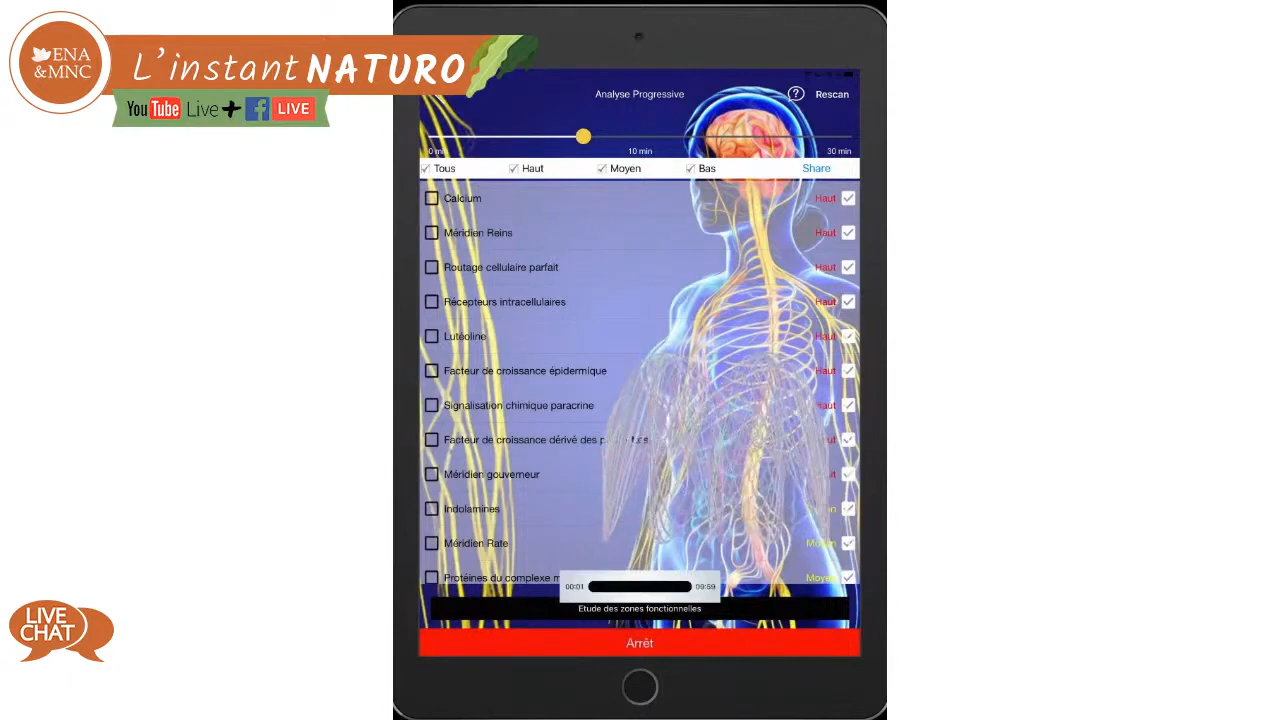 ENA
&MNC
L'instant NATURO
YouTube Live + f LIVE
Analyse Progressive
? Rescan
0 min 10 min 30 min
Tous Haut Moyen Bas Share
Calcium Haut
Méridien Reins Haut
Routage cellulaire parfait Haut
Récepteurs intracellulaires Haut
Lutéoline Haut
Facteur de croissance épidermique Haut
Signalisation chimique paracrine Haut
Facteur de croissance dérivé des
Méridien gouverneur
Indolamines
Méridien Rate Moyen
Protéines du complexe Moyen
00:01 09:59
Etude des zones fonctionnelles
Arrêt
LIVE
CHAT